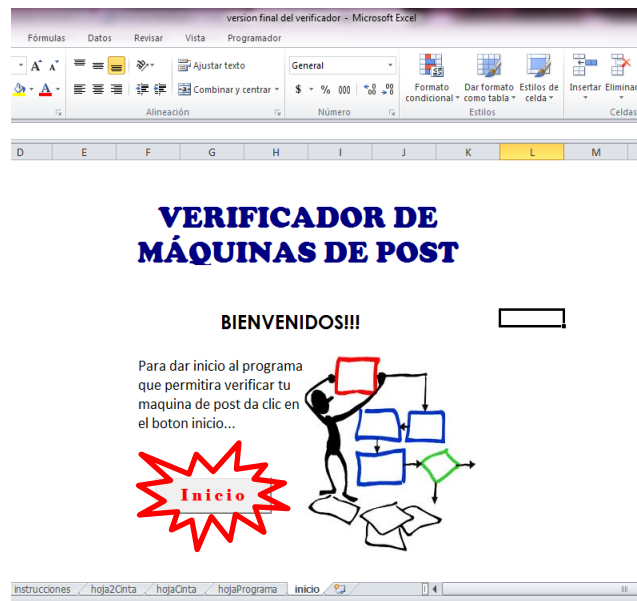 version final del verificador - Microsoft Excel
Fórmulas Datos Revisar Vista Programador
A A Ajustar texto General
A Combinar y centrar $ % 000 Formato condicional Dar formato como tabla Estilos de celda Insertar Eliminar
Alineación Número Estilos Celdas
D E F G H I J K L M
VERIFICADOR DE
MÁQUINAS DE POST
BIENVENIDOS!!!
Para dar inicio al programa
que permitira verificar tu
maquina de post da clic en
el boton inicio...
Inicio
instrucciones hoja2Cinta hojaCinta hojaPrograma inicio